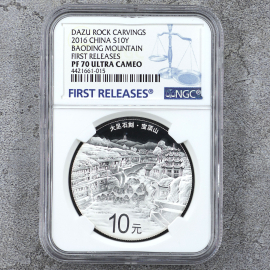 DAZU ROCK CARVINGS
2016 CHINA S10Y
BAODING MOUNTAIN
FIRST RELEASES
PF 70 ULTRA CAMEO
4421661-015
FIRST RELEASES®
NGC®
大足石刻·宝顶山
10元